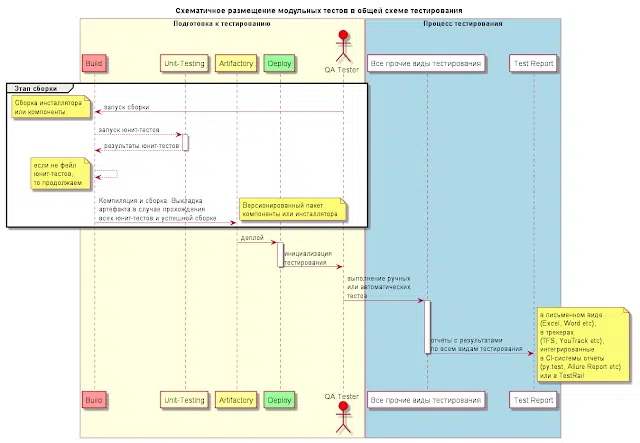 Схематичное размещение модульных тестов в общей схеме тестирования
Подготовка к тестированию
Процесс тестирования
Build
Unit-Testing
Artifactory
Deploy
QA.Tester
Все прочие виды тестирования
Test Report
Этап сборки
Сборка инсталлятора
или компоненты
запуск сборки
запуск юнит-тестов
результаты юнит-тестов
если не фейл
юнит-тестов,
то продолжаем
Компиляция и сборка. Выкладка
артефакта в случае прохождения
всех юнит-тестов и успешной сборке.
Версионированный пакет
компоненты или инсталлятора
деплой
инициализация
тестирования
выполнение ручных
или автоматических
тестов
отчёты с результатами
по всем видам тестирования
в письменном виде
(Excel, Word etc);
в трекерах
(TFS, YouTrack etc);
интегрированные
в CI-системы отчёты
(py.test, Allure Report etc)
или в TestRail
Build
Unit-Testing
Artifactory
Deploy
QA.Tester
Все прочие виды тестирования
Test Report